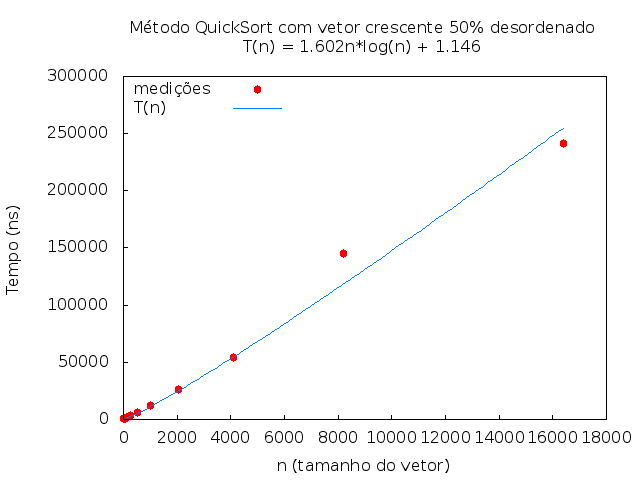 Método QuickSort com vetor crescente 50% desordenado
T(n) = 1.602n*log(n) + 1.146
300000
250000
200000
150000
100000
50000
0
medições
T(n)
Tempo (ns)
0 2000 4000 6000 8000 10000 12000 14000 16000 18000
n (tamanho do vetor)